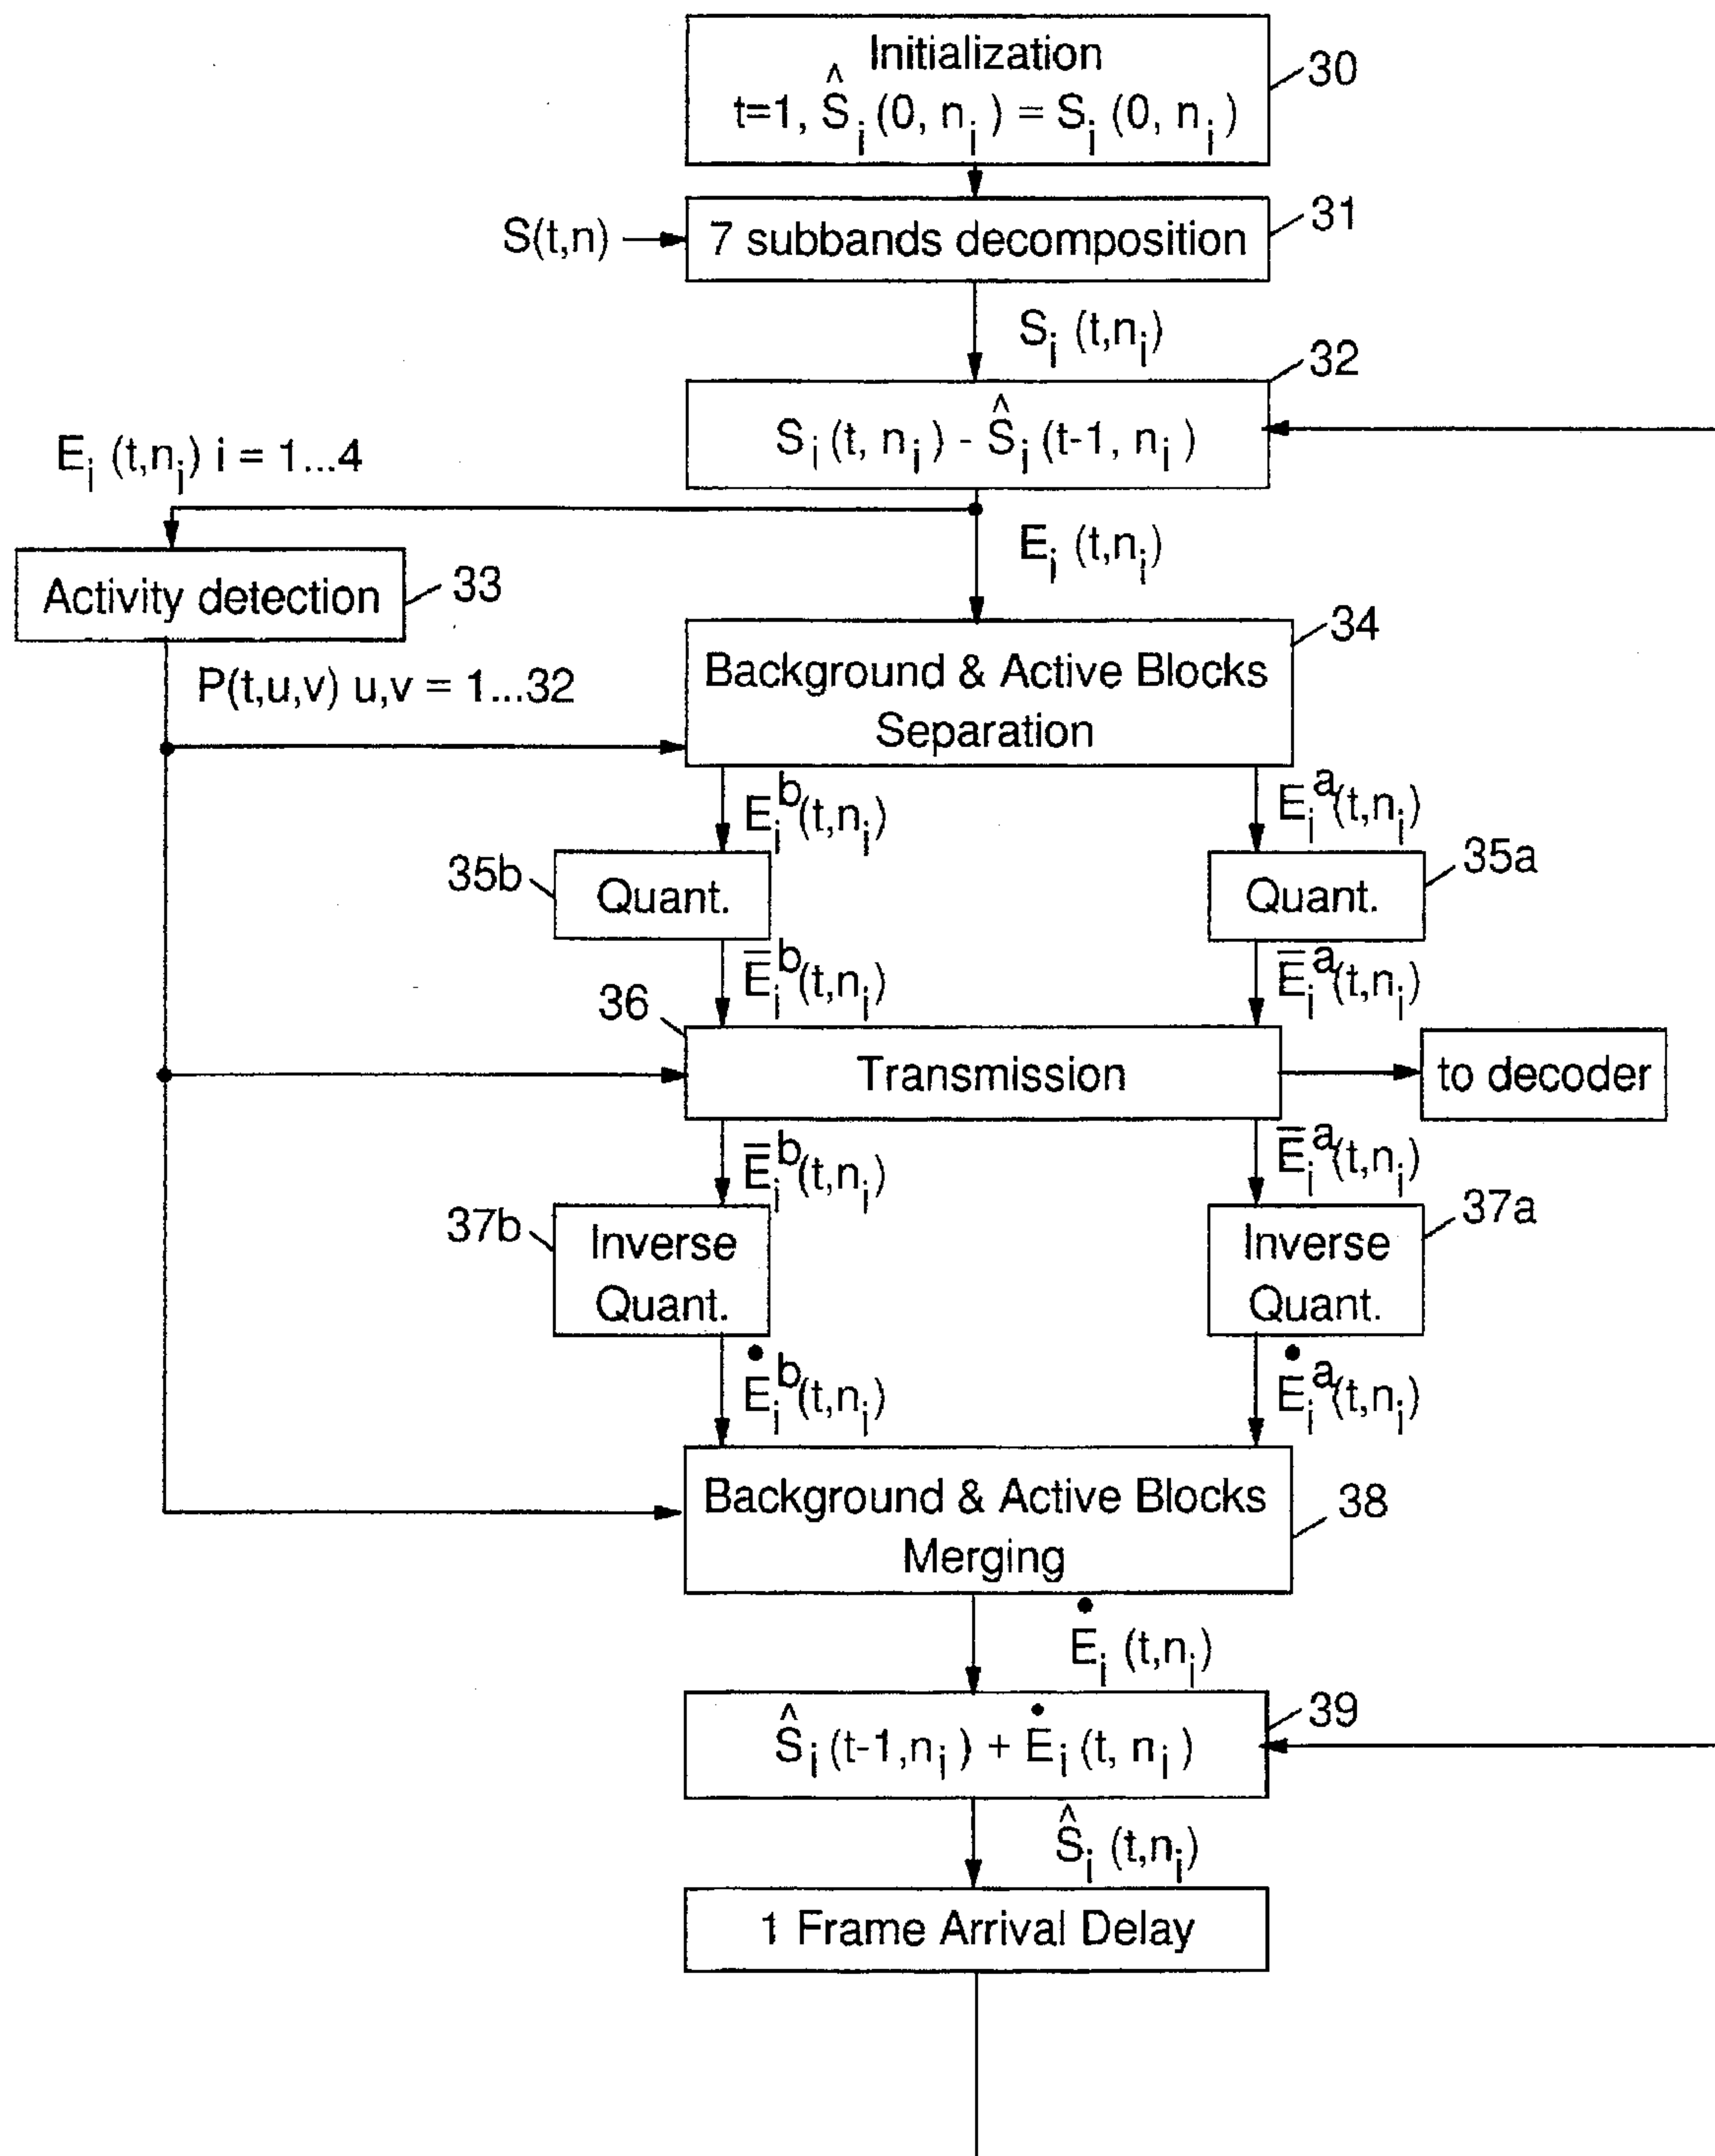 Initialization
t=1, Ŝᵢ (0, nᵢ ) = Sᵢ (0, nᵢ )
30
S(t,n)
7 subbands decomposition
31
Sᵢ (t,nᵢ)
32
Sᵢ (t, nᵢ ) - Ŝᵢ (t-1, nᵢ )
Eᵢ (t,nᵢ) i = 1...4
Eᵢ (t,nᵢ)
Activity detection
33
P(t,u,v) u,v = 1...32
34
Background & Active Blocks
Separation
Eᵢᵇ(t,nᵢ)
Eᵢᵃ(t,nᵢ)
35b
Quant.
35a
Quant.
Ēᵢᵇ(t,nᵢ)
Ēᵢᵃ(t,nᵢ)
36
Transmission
to decoder
Ēᵢᵇ(t,nᵢ)
Ēᵢᵃ(t,nᵢ)
37b
Inverse
Quant.
37a
Inverse
Quant.
Ėᵢᵇ(t,nᵢ)
Ėᵢᵃ(t,nᵢ)
Background & Active Blocks
Merging
38
Ėᵢ (t,nᵢ)
39
Ŝᵢ (t-1,nᵢ ) + Ėᵢ (t, nᵢ )
Ŝᵢ (t,nᵢ)
1 Frame Arrival Delay